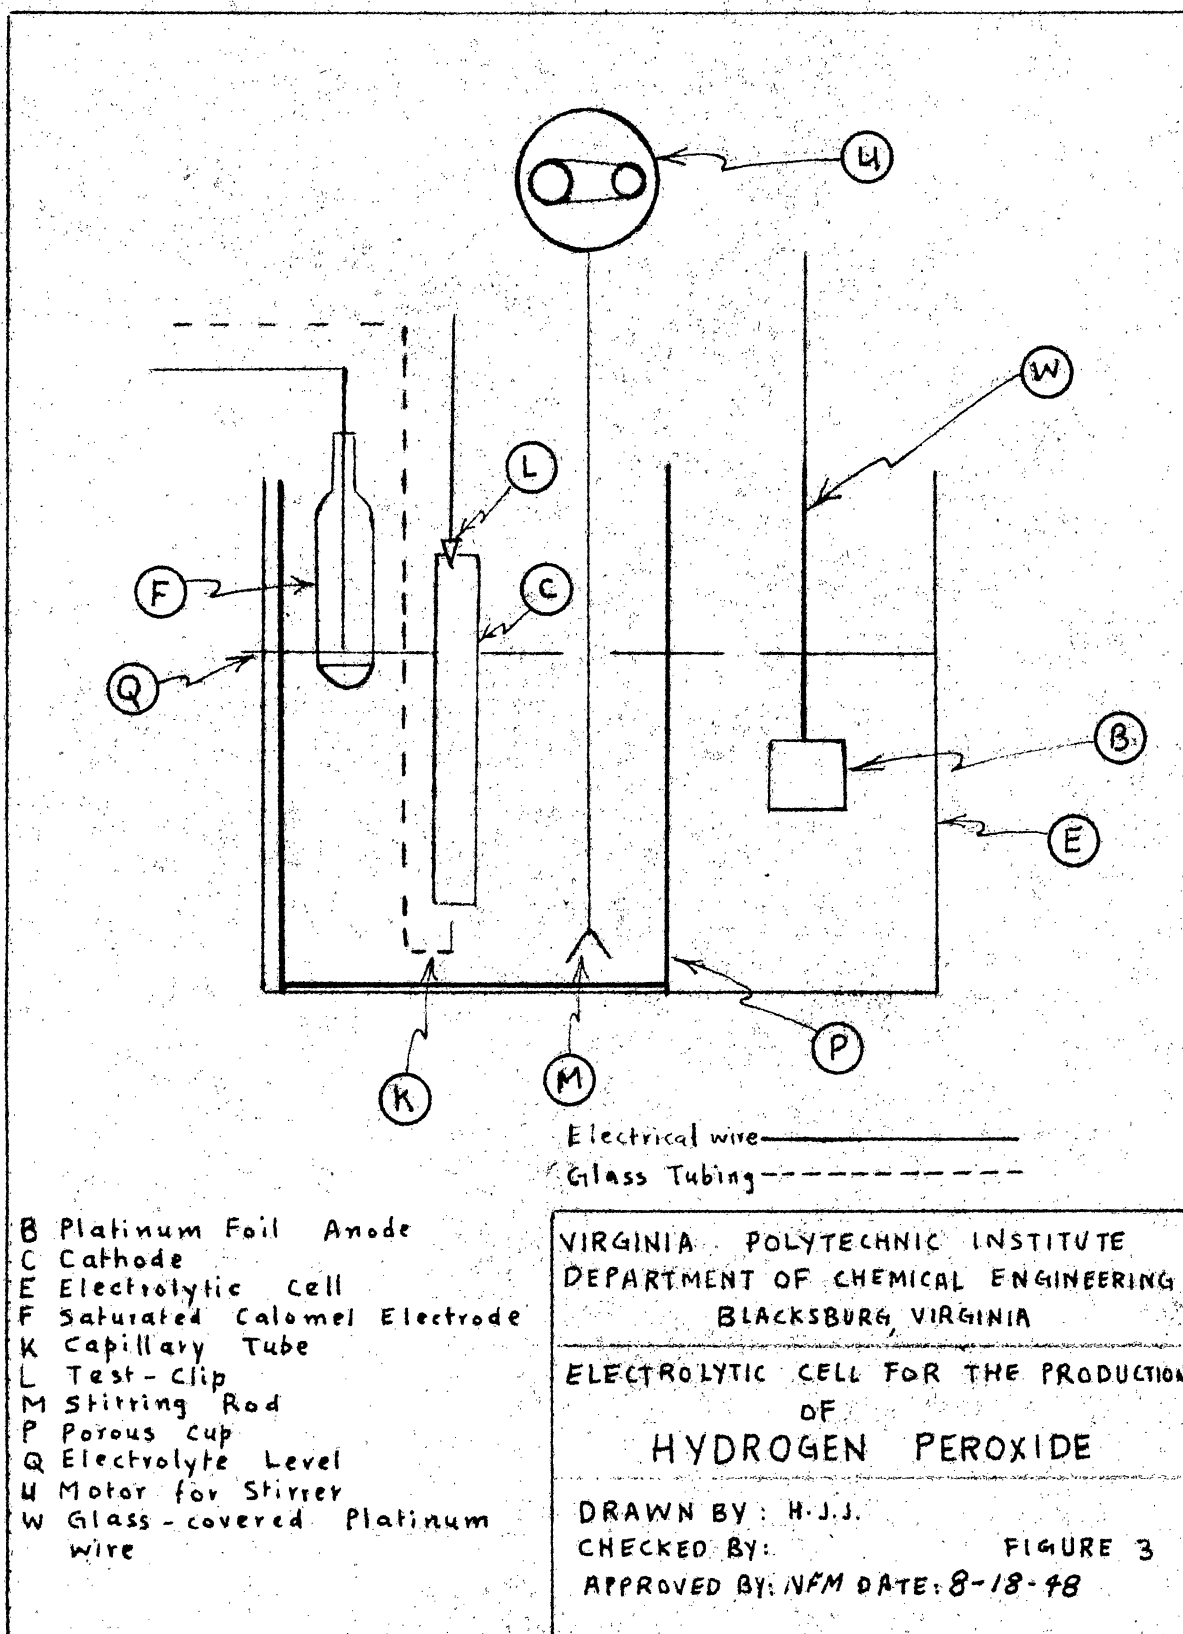 U
W
L
F
C
Q
B
E
P
K
M
Electrical wire
Glass Tubing
B Platinum Foil Anode
C Cathode
E Electrolytic Cell
F Saturated Calomel Electrode
K Capillary Tube
L Test-Clip
M Stirring Rod
P Porous Cup
Q Electrolyte Level
U Motor for Stirrer
W Glass-covered Platinum
wire
VIRGINIA POLYTECHNIC INSTITUTE
DEPARTMENT OF CHEMICAL ENGINEERING
BLACKSBURG, VIRGINIA
ELECTROLYTIC CELL FOR THE PRODUCTION
OF
HYDROGEN PEROXIDE
DRAWN BY: H.J.J.
CHECKED BY: FIGURE 3
APPROVED BY: NFM DATE: 8-18-48